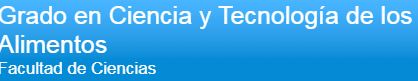 Grado en Ciencia y Tecnología de los
Alimentos
Facultad de Ciencias